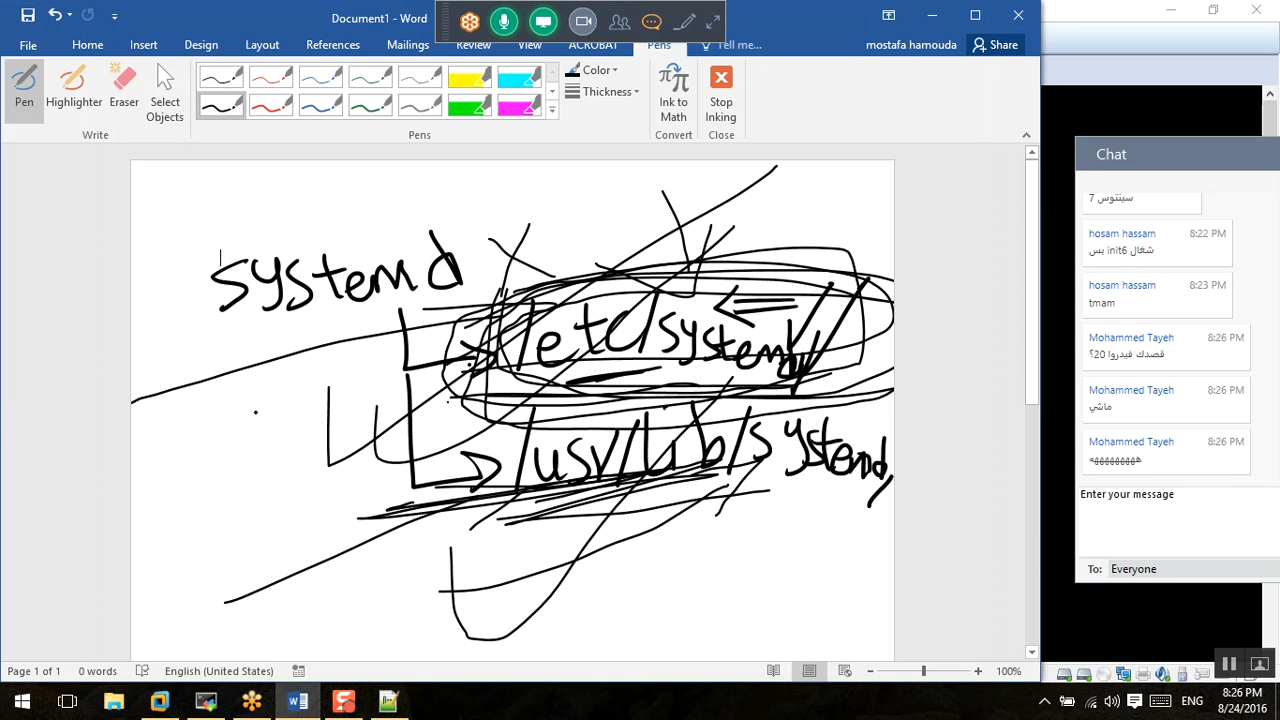 Document1 - Word
File Home Insert Design Layout References Mailings Review View ACROBAT Pens Tell me... mostafa hamouda Share
Pen Highlighter Eraser Select Objects Color Thickness Ink to Math Stop Inking
Write Pens Convert Close
systemd
/etc/systemd/ <=
/usr/lib/systemd/
Chat
سينتوس 7
hosam hassam 8:22 PM
شغال init6 بس
hosam hassam 8:23 PM
tmam
Mohammed Tayeh 8:26 PM
قصدك فيدروا 20؟
Mohammed Tayeh 8:26 PM
ماشي
Mohammed Tayeh 8:26 PM
Enter your message
To: Everyone
Page 1 of 1 0 words English (United States) 100%
ENG 8:26 PM
8/24/2016